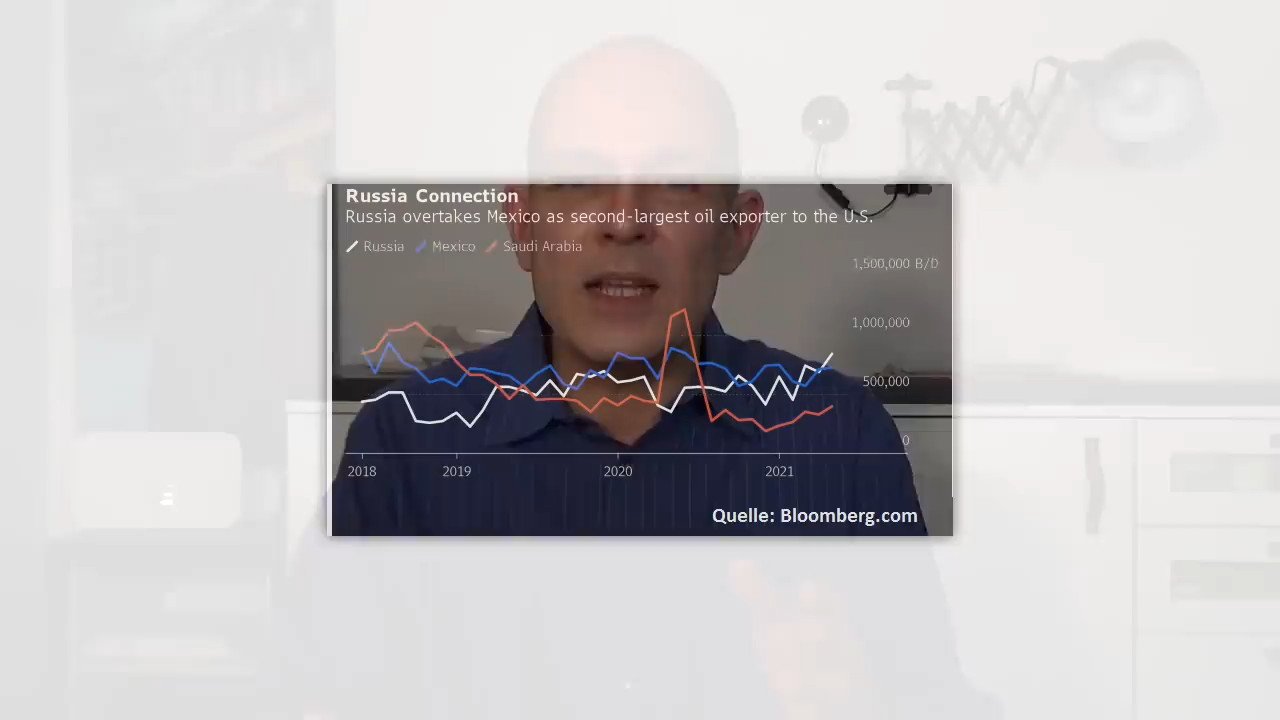 Russia Connection
Russia overtakes Mexico as second-largest oil exporter to the U.S.
Russia Mexico Saudi Arabia
1,500,000 B/D
1,000,000
500,000
0
2018 2019 2020 2021
Quelle: Bloomberg.com